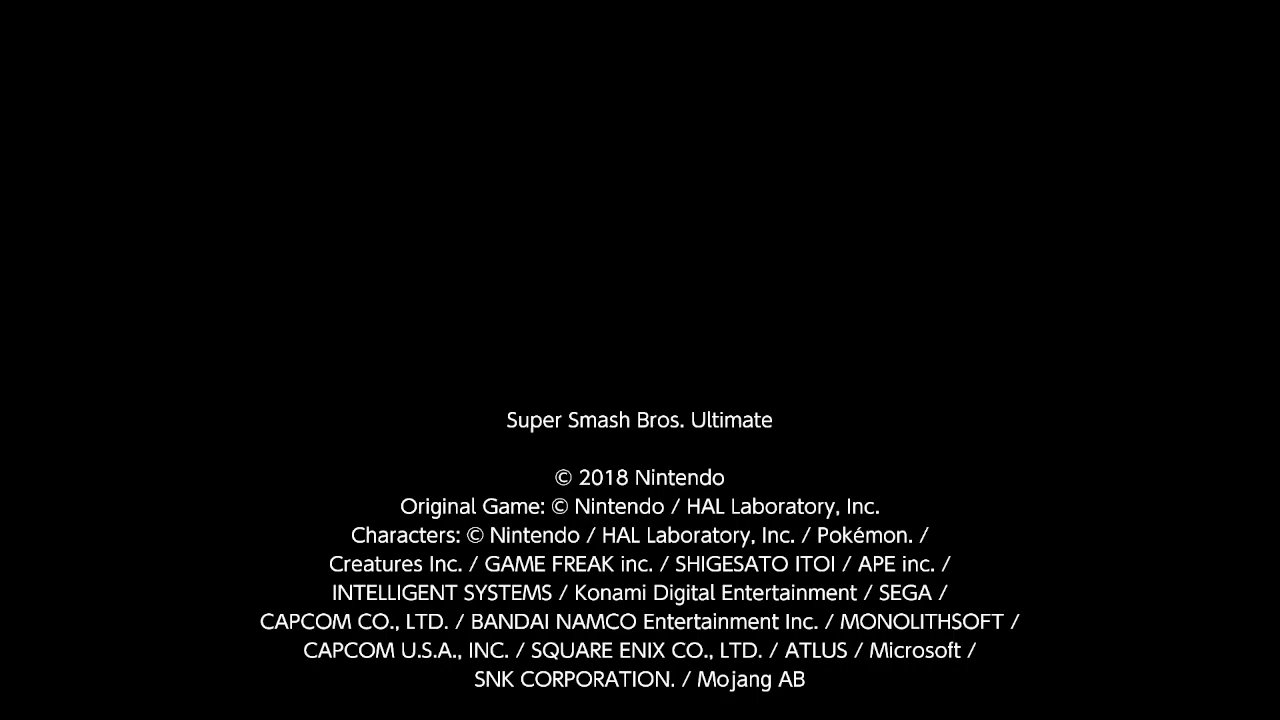 Super Smash Bros. Ultimate
© 2018 Nintendo
Original Game: © Nintendo / HAL Laboratory, Inc.
Characters: © Nintendo / HAL Laboratory, Inc. / Pokémon. /
Creatures Inc. / GAME FREAK inc. / SHIGESATO ITOI / APE inc. /
INTELLIGENT SYSTEMS / Konami Digital Entertainment / SEGA /
CAPCOM CO., LTD. / BANDAI NAMCO Entertainment Inc. / MONOLITHSOFT /
CAPCOM U.S.A., INC. / SQUARE ENIX CO., LTD. / ATLUS / Microsoft /
SNK CORPORATION. / Mojang AB